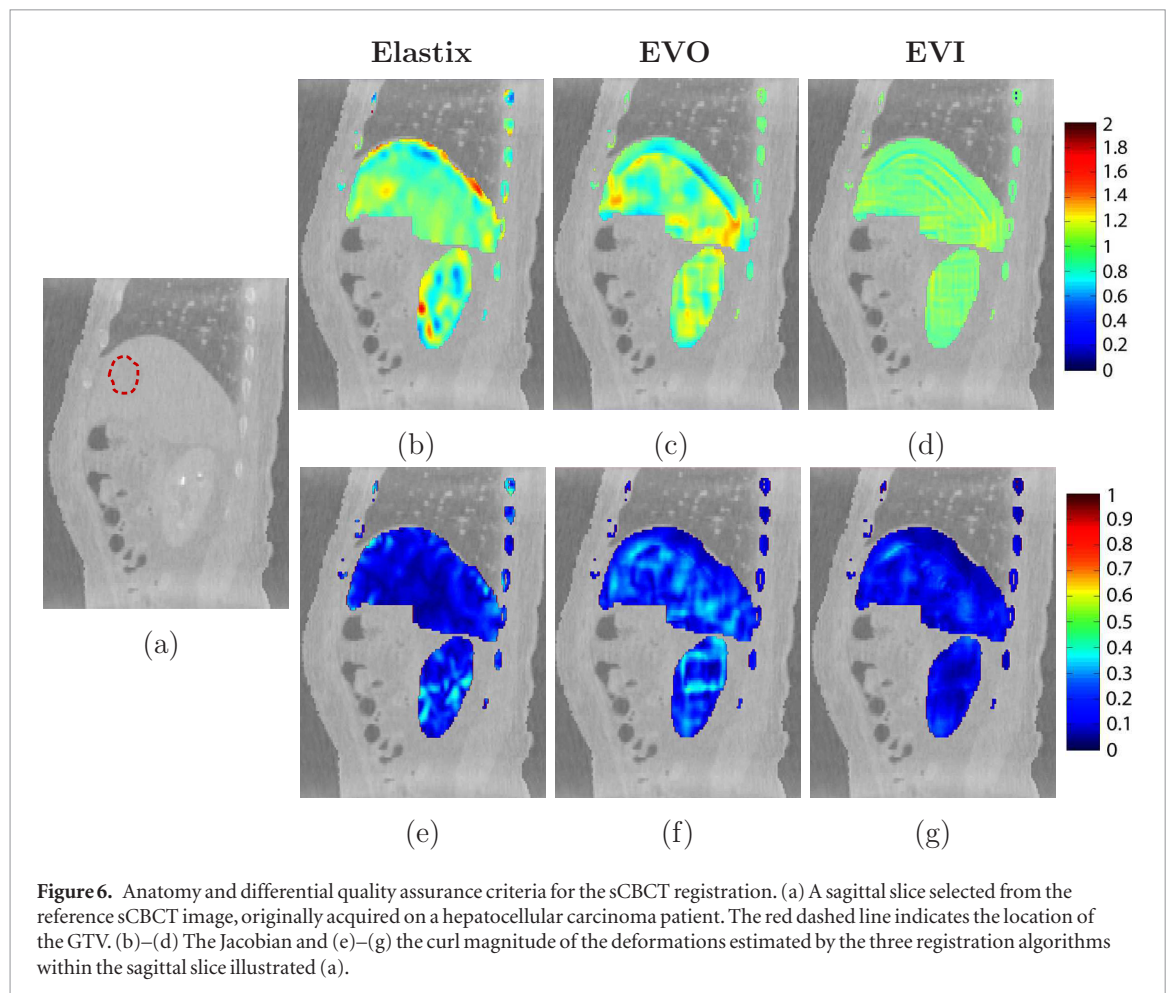 Elastix EVO EVI
2
1.8
1.6
1.4
1.2
1
0.8
0.6
0.4
0.2
0
(b) (c) (d)
(a)
1
0.9
0.8
0.7
0.6
0.5
0.4
0.3
0.2
0.1
0
(e) (f) (g)
Figure 6. Anatomy and differential quality assurance criteria for the sCBCT registration. (a) A sagittal slice selected from the
reference sCBCT image, originally acquired on a hepatocellular carcinoma patient. The red dashed line indicates the location of
the GTV. (b)–(d) The Jacobian and (e)–(g) the curl magnitude of the deformations estimated by the three registration algorithms
within the sagittal slice illustrated (a).